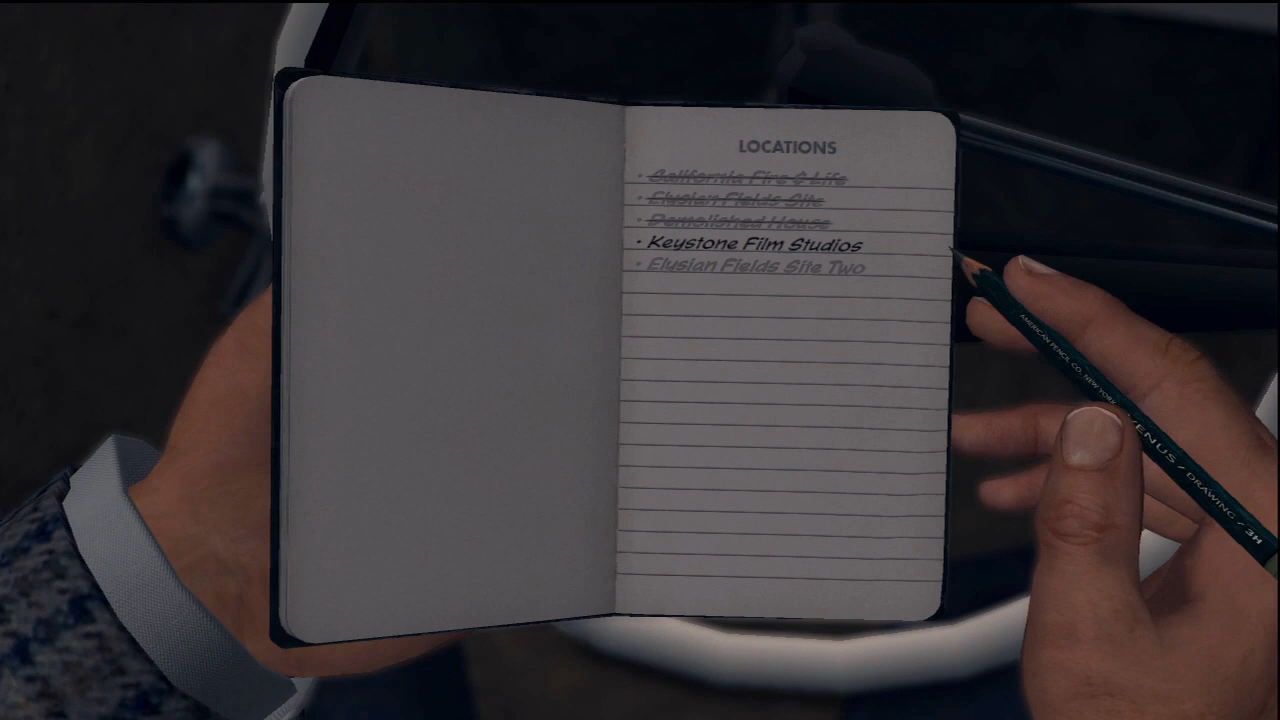 LOCATIONS
· California Fire & Life
· Elysian Fields Site
· Demolished House
· Keystone Film Studios
· Elysian Fields Site Two
AMERICAN PENCIL CO. NEW YORK VENUS / DRAWING / 3H